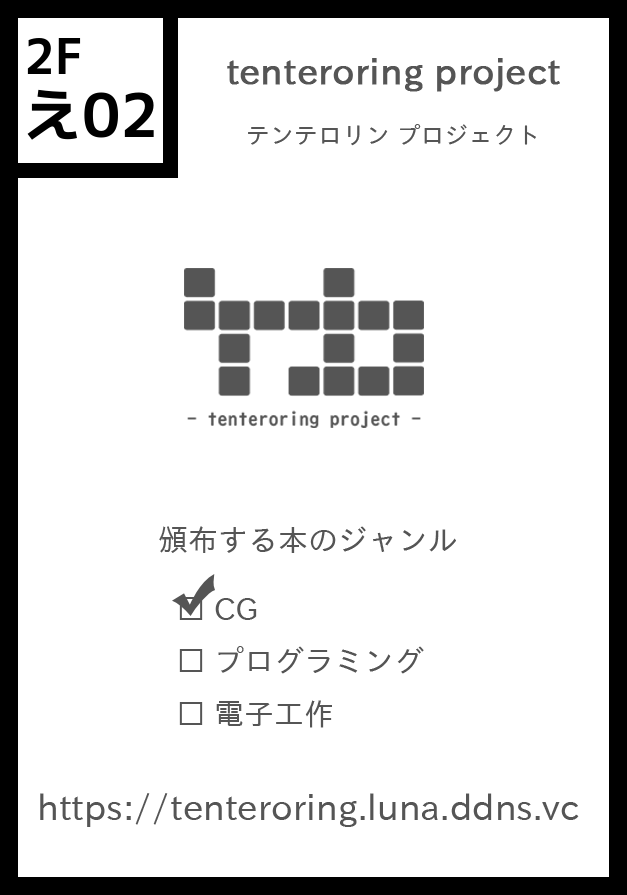 2F
え02
tenteroring project
テンテロリン プロジェクト
- tenteroring project -
頒布する本のジャンル
☑ CG
☐ プログラミング
☐ 電子工作
https://tenteroring.luna.ddns.vc